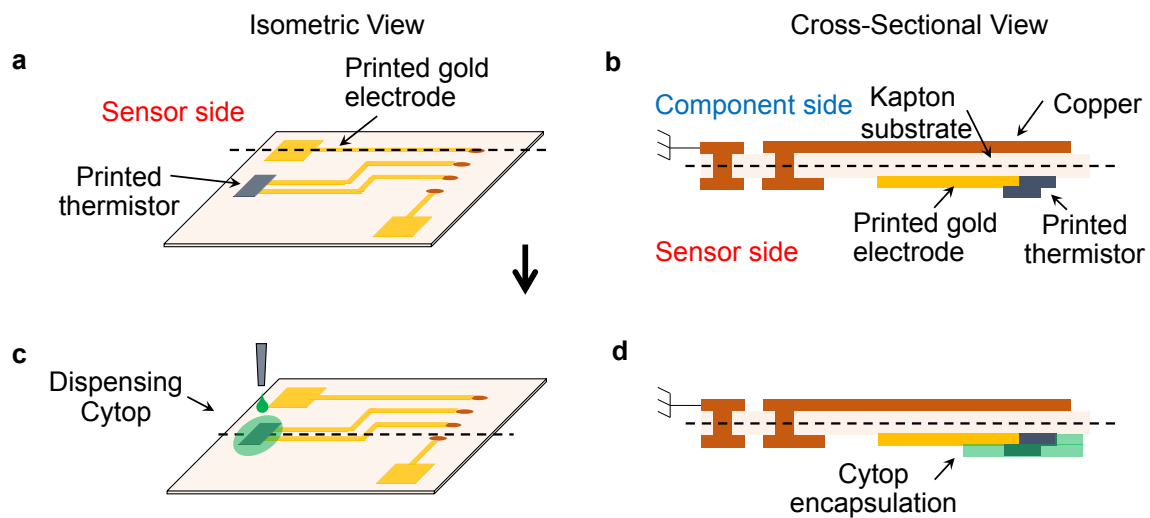 Isometric View
Cross-Sectional View
a
Printed gold
electrode
Sensor side
Printed
thermistor
b
Component side
Kapton
substrate
Copper
Printed gold
electrode
Printed
thermistor
Sensor side
c
Dispensing
Cytop
d
Cytop
encapsulation